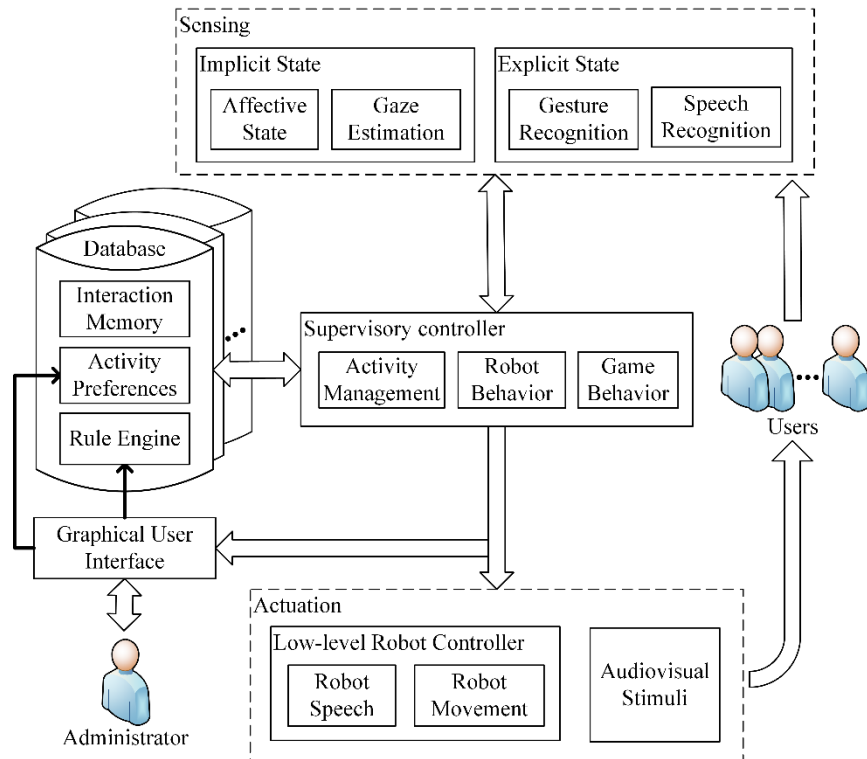 Sensing
Implicit State
Affective
State
Gaze
Estimation
Explicit State
Gesture
Recognition
Speech
Recognition
Database
Interaction
Memory
Activity
Preferences
Rule Engine
Supervisory controller
Activity
Management
Robot
Behavior
Game
Behavior
Users
Graphical User
Interface
Administrator
Actuation
Low-level Robot Controller
Robot
Speech
Robot
Movement
Audiovisual
Stimuli